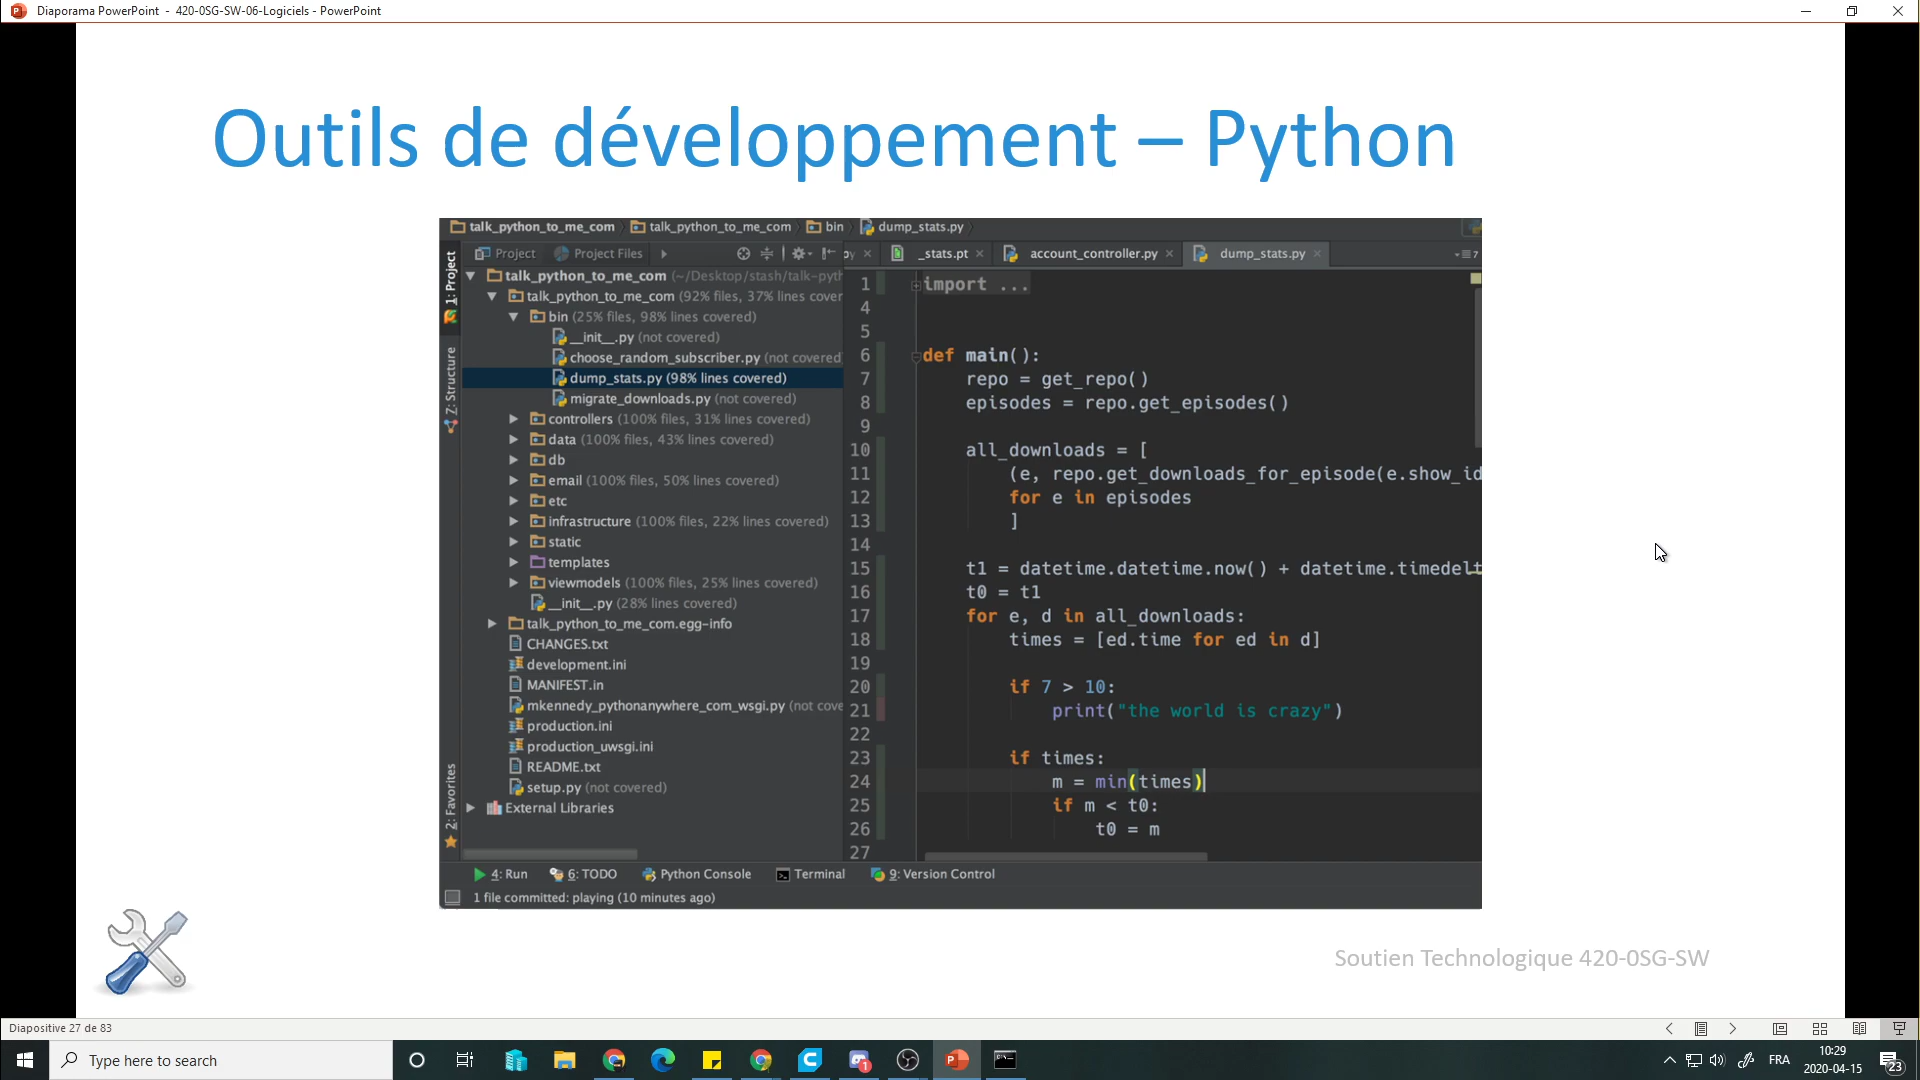 Diaporama PowerPoint - 420-0SG-SW-06-Logiciels - PowerPoint
Outils de développement – Python
talk_python_to_me_com talk_python_to_me_com bin dump_stats.py
Project Project Files py _stats.pt account_controller.py dump_stats.py
1: Project
Z: Structure
2: Favorites
talk_python_to_me_com (~/Desktop/stash/talk-pyth
talk_python_to_me_com (92% files, 37% lines cover
bin (25% files, 98% lines covered)
__init__.py (not covered)
choose_random_subscriber.py (not covered
dump_stats.py (98% lines covered)
migrate_downloads.py (not covered)
controllers (100% files, 31% lines covered)
data (100% files, 43% lines covered)
db
email (100% files, 50% lines covered)
etc
infrastructure (100% files, 22% lines covered)
static
templates
viewmodels (100% files, 25% lines covered)
__init__.py (28% lines covered)
talk_python_to_me_com.egg-info
CHANGES.txt
development.ini
MANIFEST.in
mkennedy_pythonanywhere_com_wsgi.py (not cove
production.ini
production_uwsgi.ini
README.txt
setup.py (not covered)
External Libraries
1 import ...
4
5
6 def main():
7 repo = get_repo()
8 episodes = repo.get_episodes()
9
10 all_downloads = [
11 (e, repo.get_downloads_for_episode(e.show_id
12 for e in episodes
13 ]
14
15 t1 = datetime.datetime.now() + datetime.timedelt
16 t0 = t1
17 for e, d in all_downloads:
18 times = [ed.time for ed in d]
19
20 if 7 > 10:
21 print("the world is crazy")
22
23 if times:
24 m = min(times)
25 if m < t0:
26 t0 = m
27
4: Run 6: TODO Python Console Terminal 9: Version Control
1 file committed: playing (10 minutes ago)
Soutien Technologique 420-0SG-SW
Diapositive 27 de 83
Type here to search
FRA
10:29
2020-04-15
23